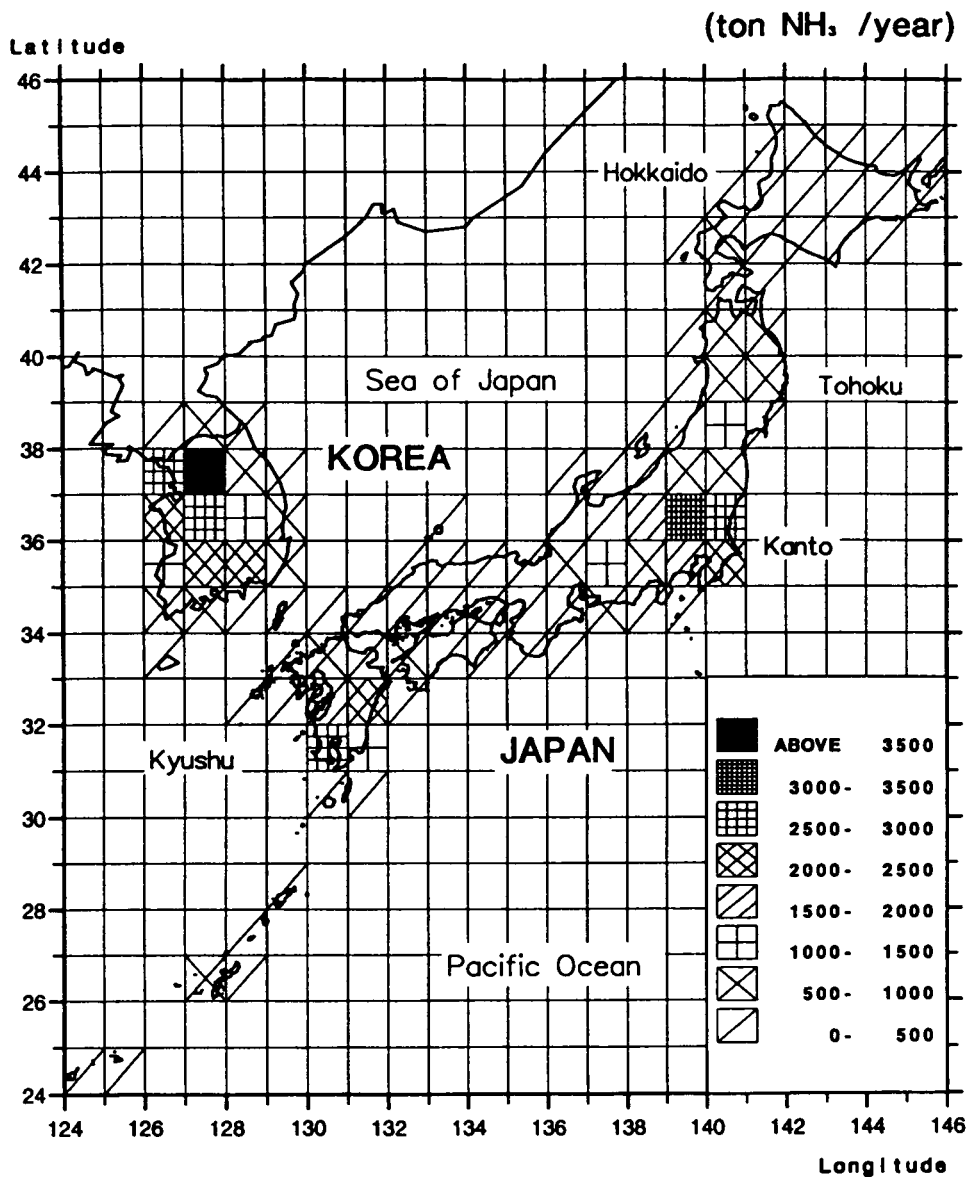 (ton NH₃ /year)
Latitude
46
44
42
40
38
36
34
32
30
28
26
24
Hokkaido
Sea of Japan
Tohoku
KOREA
Kanto
Kyushu
JAPAN
Pacific Ocean
ABOVE 3500
3000- 3500
2500- 3000
2000- 2500
1500- 2000
1000- 1500
500- 1000
0- 500
124 126 128 130 132 134 136 138 140 142 144 146
Longitude